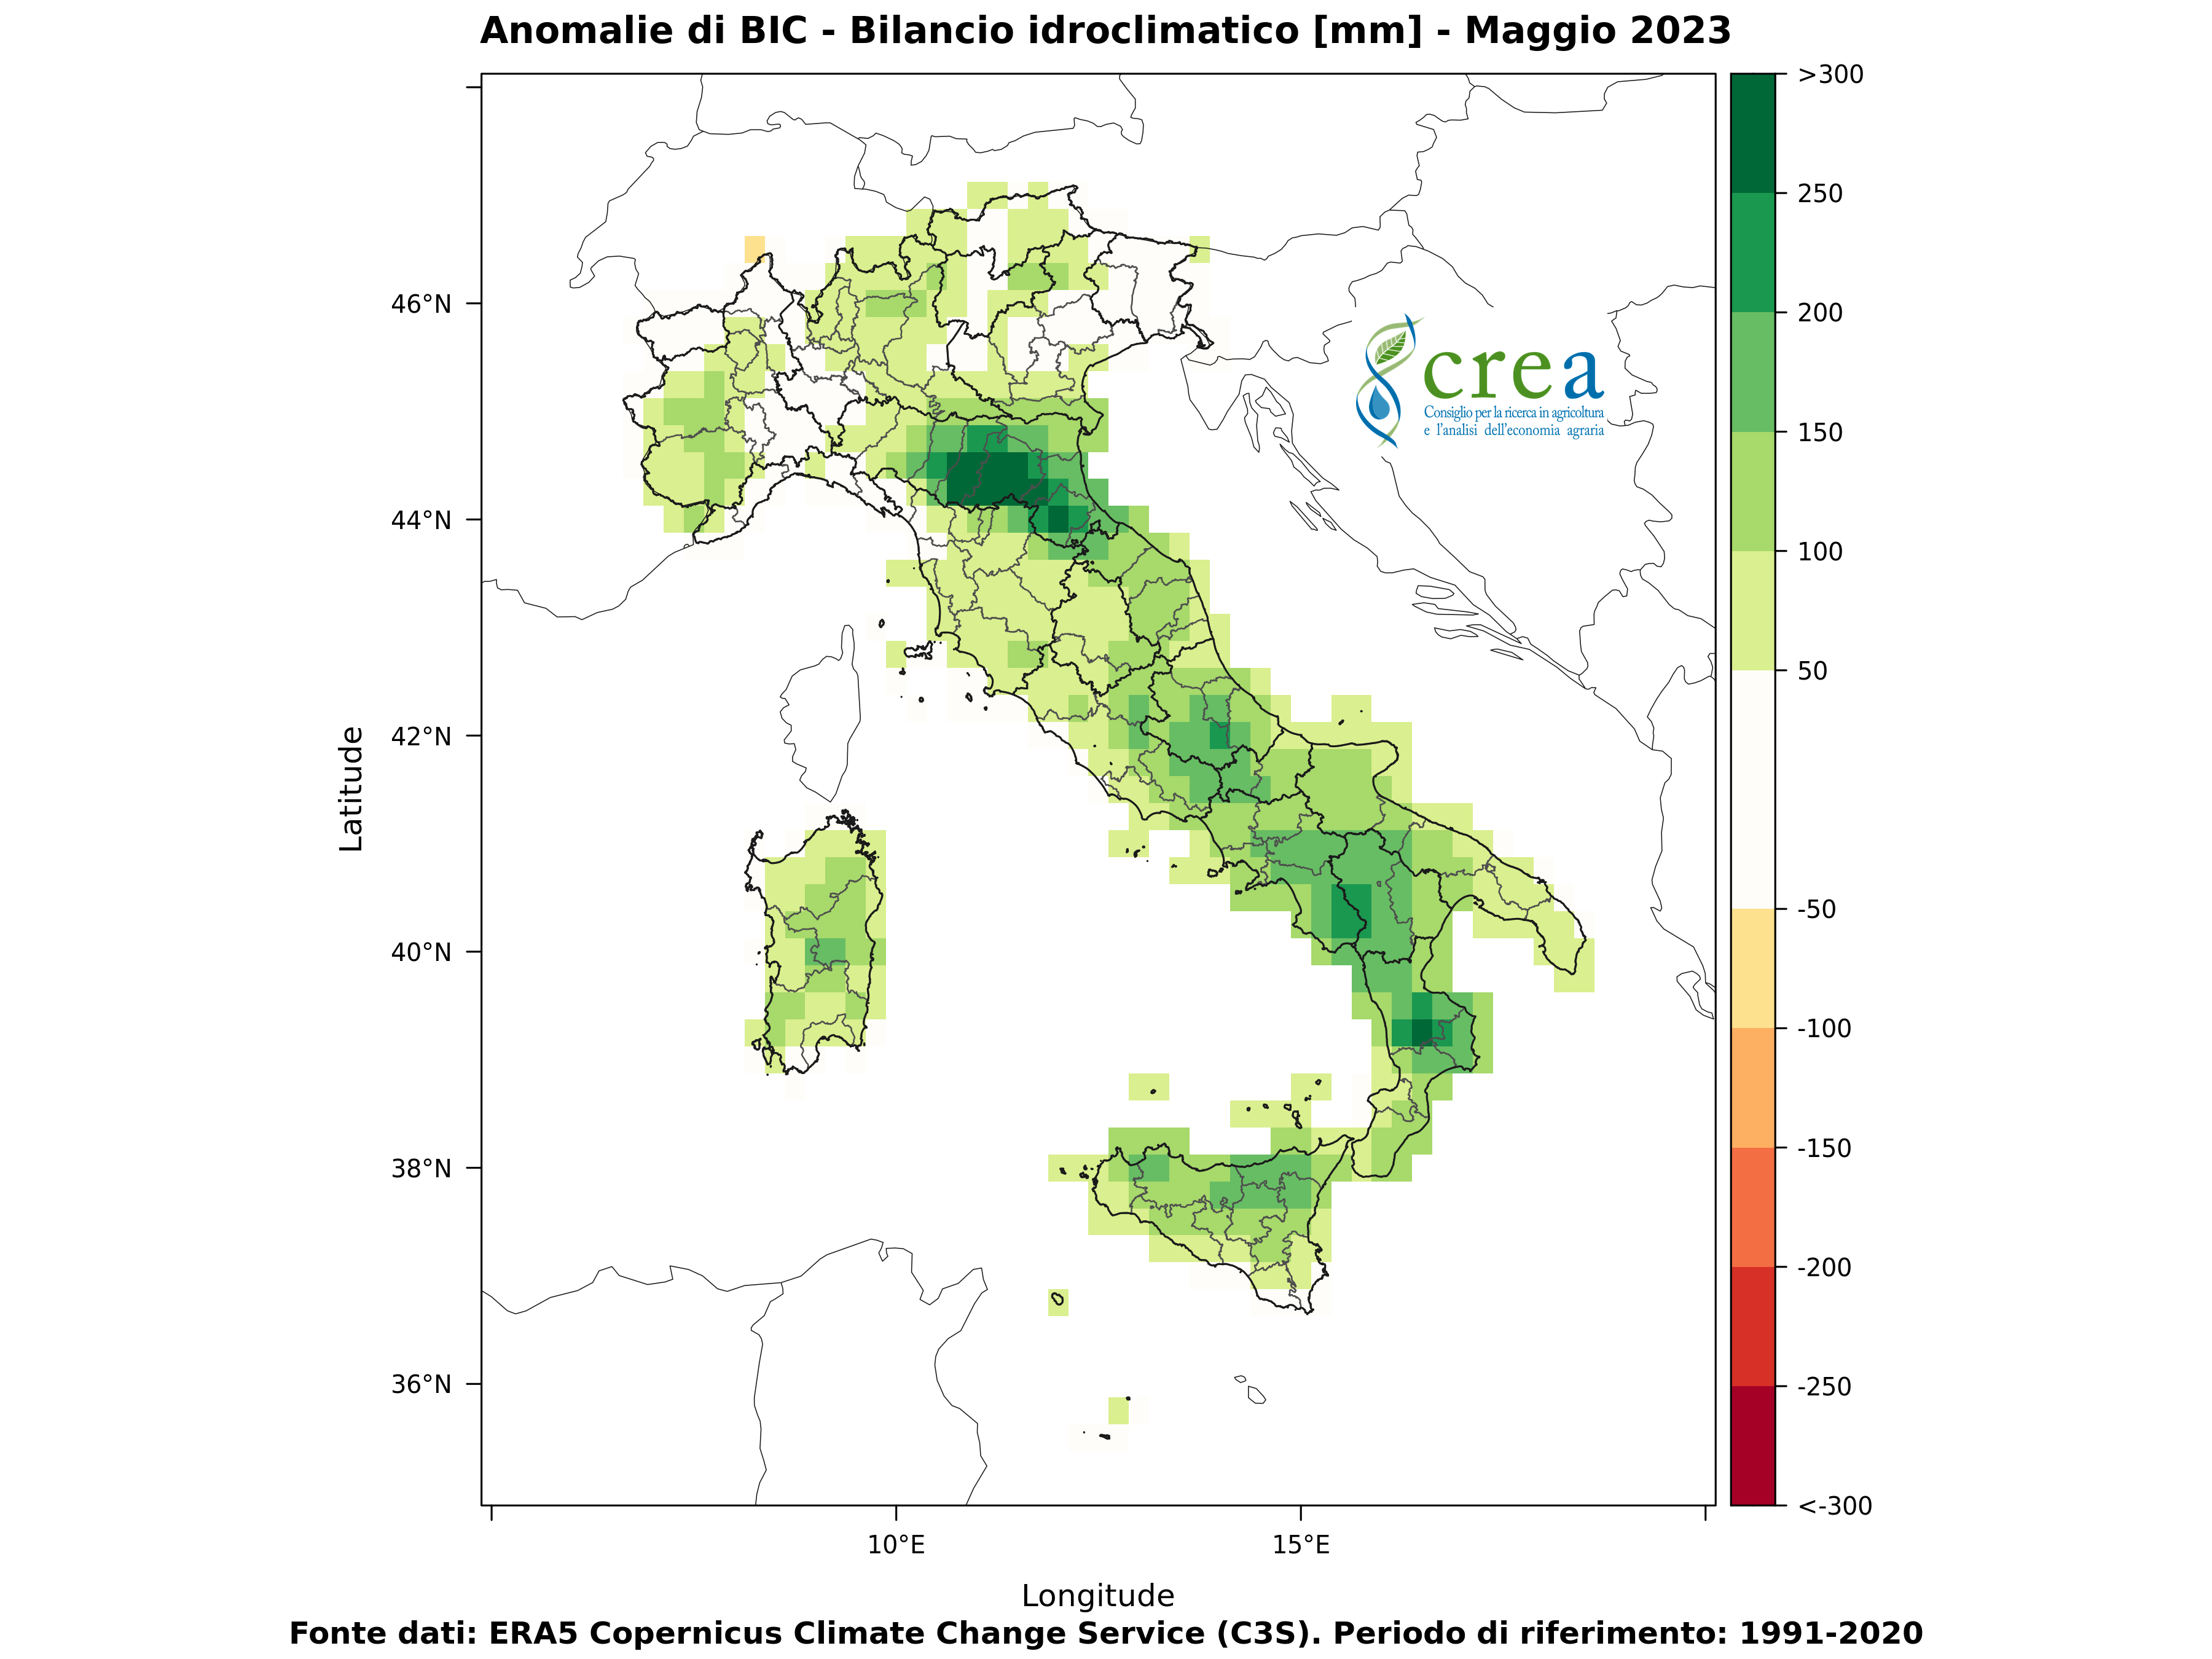 Anomalie di BIC - Bilancio idroclimatico [mm] - Maggio 2023
>300
250
200
150
100
50
-50
-100
-150
-200
-250
<-300
46°N
44°N
42°N
40°N
38°N
36°N
Latitude
crea
Consiglio per la ricerca in agricoltura
e l'analisi dell'economia agraria
10°E
15°E
Longitude
Fonte dati: ERA5 Copernicus Climate Change Service (C3S). Periodo di riferimento: 1991-2020